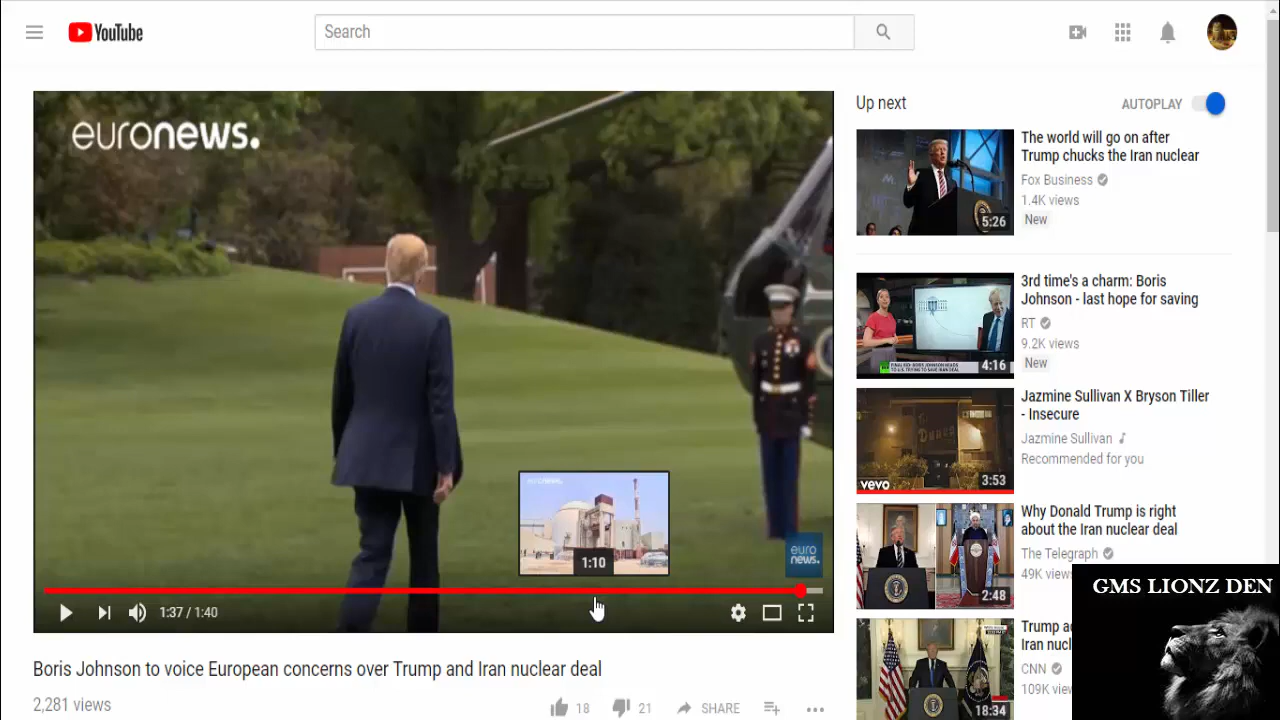 YouTube
Search
euronews.
euronews.
1:10
euro
news.
1:37 / 1:40
Boris Johnson to voice European concerns over Trump and Iran nuclear deal
2,281 views
18
21
SHARE
Up next
AUTOPLAY
5:26
The world will go on after
Trump chucks the Iran nuclear
Fox Business
1.4K views
New
4:16
3rd time's a charm: Boris
Johnson - last hope for saving
RT
9.2K views
New
vevo
3:53
Jazmine Sullivan X Bryson Tiller
- Insecure
Jazmine Sullivan
Recommended for you
2:48
Why Donald Trump is right
about the Iran nuclear deal
The Telegraph
49K view
18:34
Trump a
Iran nucl
CNN
109K view
GMS LIONZ DEN